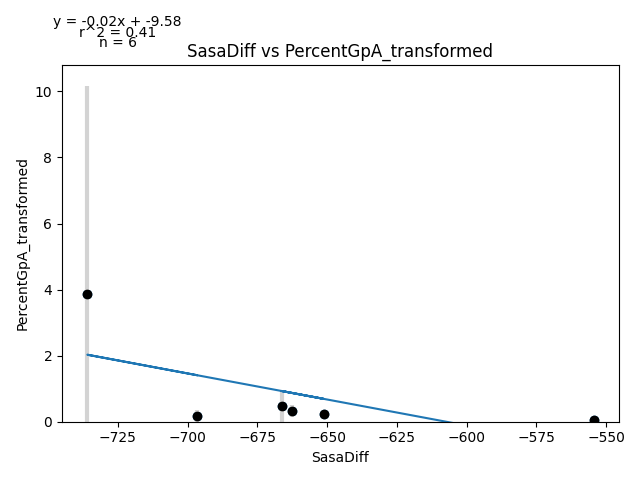 y = -0.02x + -9.58
r^2 = 0.41
n = 6
SasaDiff vs PercentGpA_transformed
PercentGpA_transformed
10
8
6
4
2
0
−725 −700 −675 −650 −625 −600 −575 −550
SasaDiff